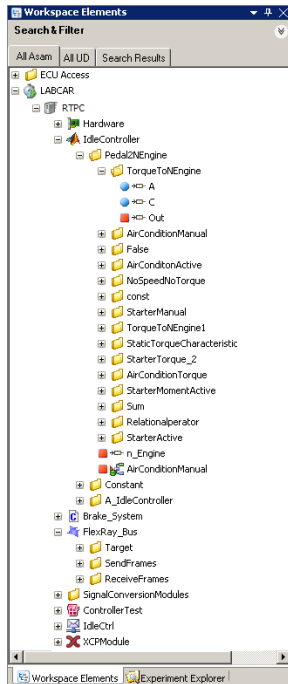 Workspace Elements
Search & Filter
All Asam All UD Search Results
ECU Access
LABCAR
RTPC
Hardware
IdleController
Pedal2NEngine
TorqueToNEngine
A
C
Out
AirConditionManual
False
AirConditonActive
NoSpeedNoTorque
const
StarterManual
TorqueToNEngine1
StaticTorqueCharacteristic
StarterTorque_2
AirConditionTorque
StarterMomentActive
Sum
Relationalperator
StarterActive
n_Engine
AirConditionManual
Constant
A_IdleController
Brake_System
FlexRay_Bus
Target
SendFrames
ReceiveFrames
SignalConversionModules
ControllerTest
IdleCtrl
XCPModule
Workspace Elements Experiment Explorer